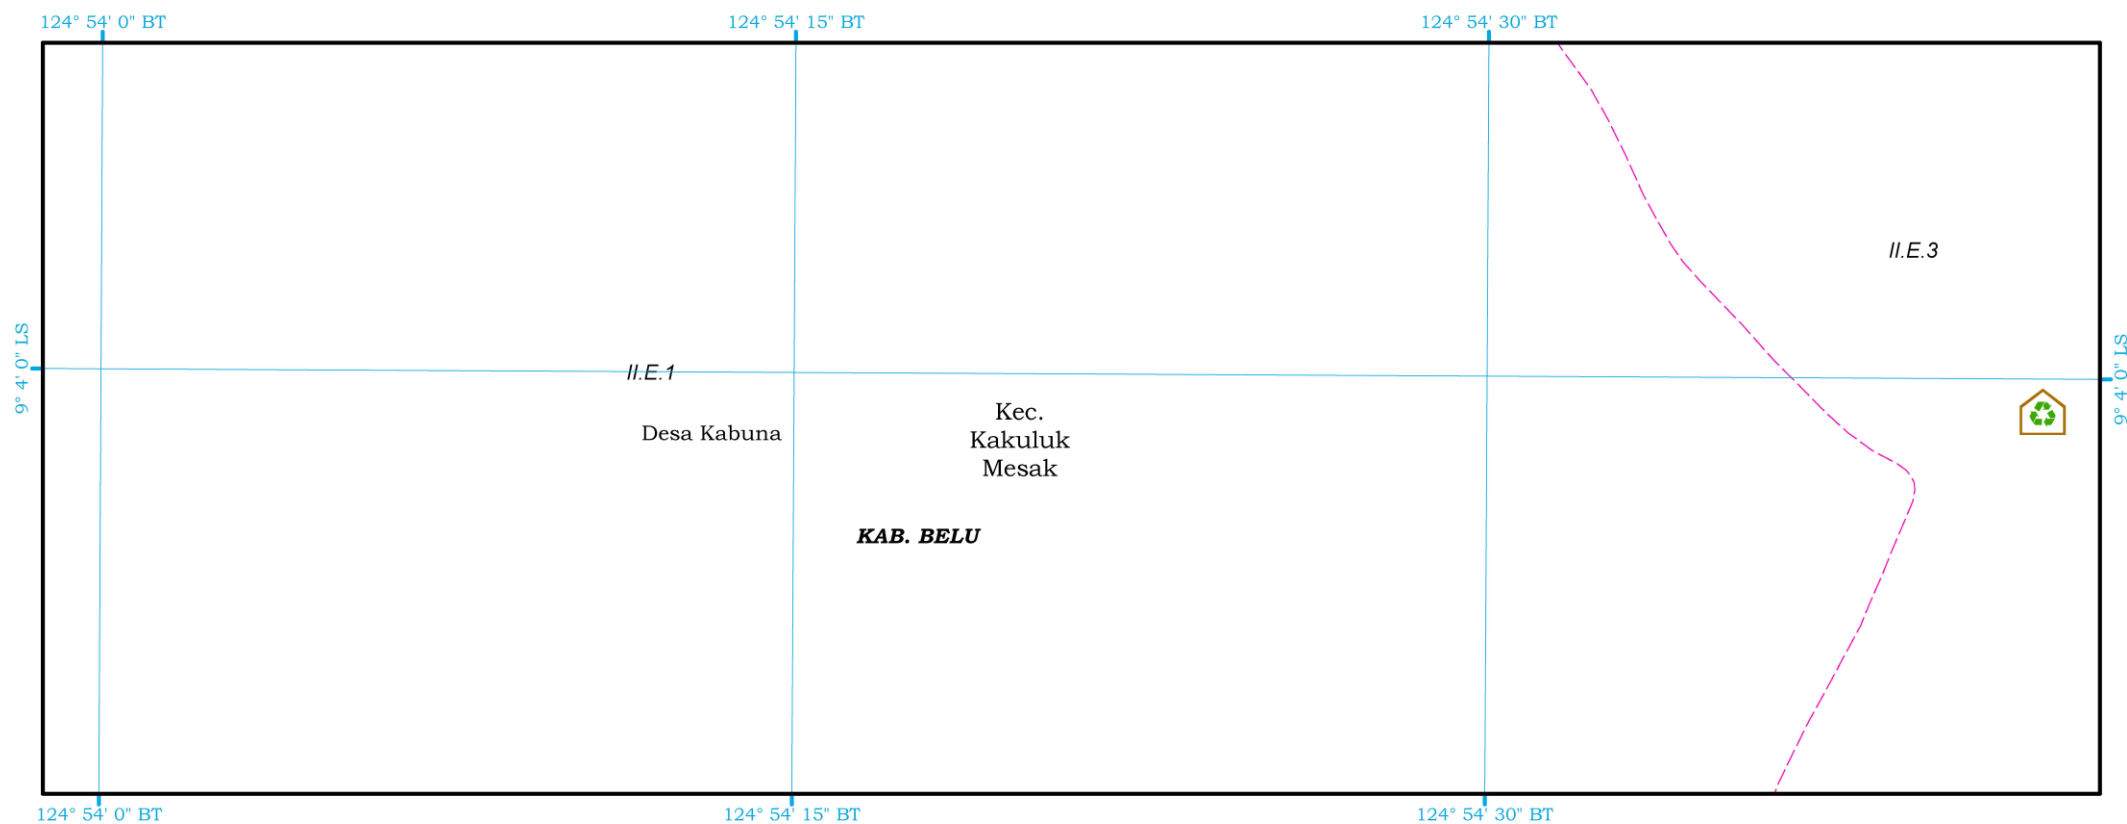 124° 54' 0" BT
124° 54' 15" BT
124° 54' 30" BT
II.E.3
9° 4' 0" LS
9° 4' 0" LS
II.E.1
Desa Kabuna
Kec.
Kakuluk
Mesak
KAB. BELU
124° 54' 0" BT
124° 54' 15" BT
124° 54' 30" BT